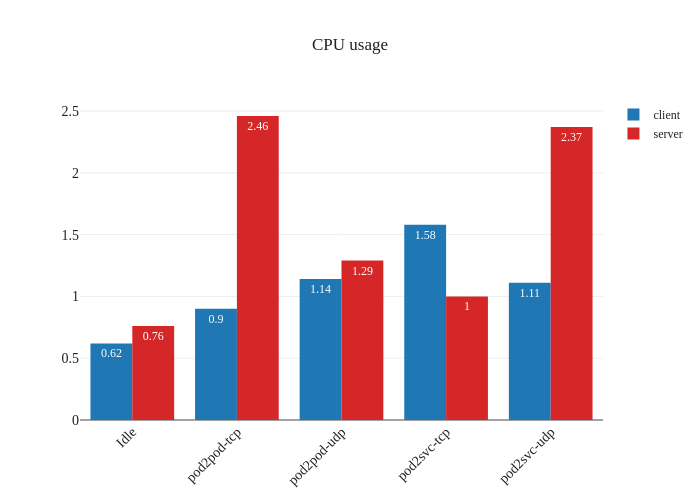 CPU usage
client
server
2.5
2
1.5
1
0.5
0
0.62
0.76
0.9
2.46
1.14
1.29
1.58
1
1.11
2.37
Idle
pod2pod-tcp
pod2pod-udp
pod2svc-tcp
pod2svc-udp